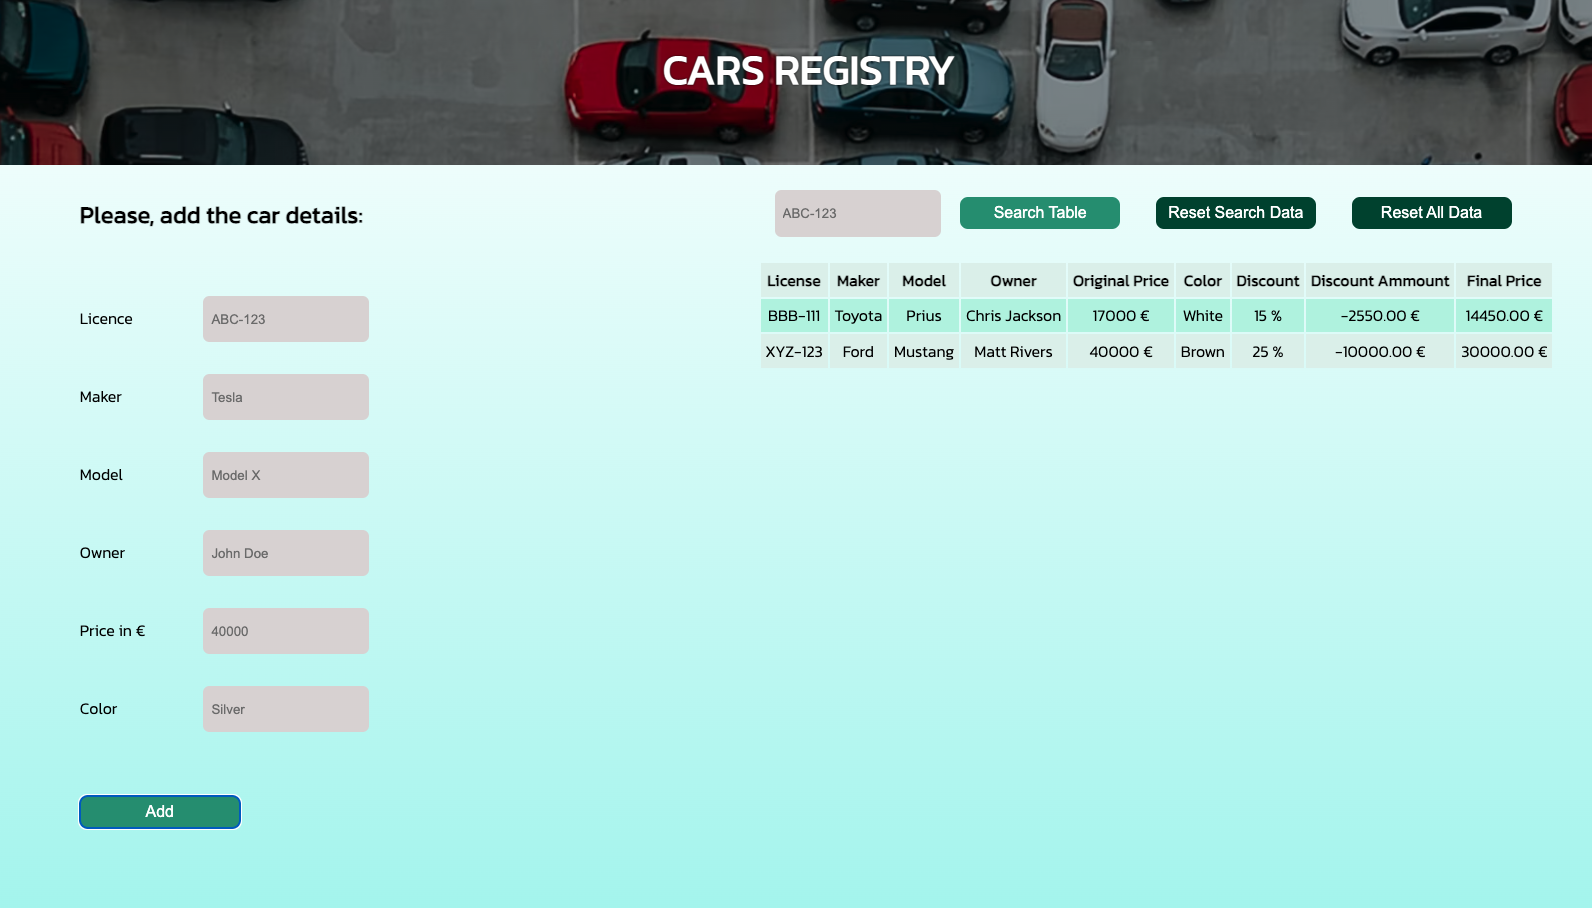 CARS REGISTRY
Please, add the car details:
Licence ABC-123
Maker Tesla
Model Model X
Owner John Doe
Price in € 40000
Color Silver
Add
ABC-123 Search Table Reset Search Data Reset All Data
License Maker Model Owner Original Price Color Discount Discount Ammount Final Price
BBB-111 Toyota Prius Chris Jackson 17000 € White 15 % -2550.00 € 14450.00 €
XYZ-123 Ford Mustang Matt Rivers 40000 € Brown 25 % -10000.00 € 30000.00 €